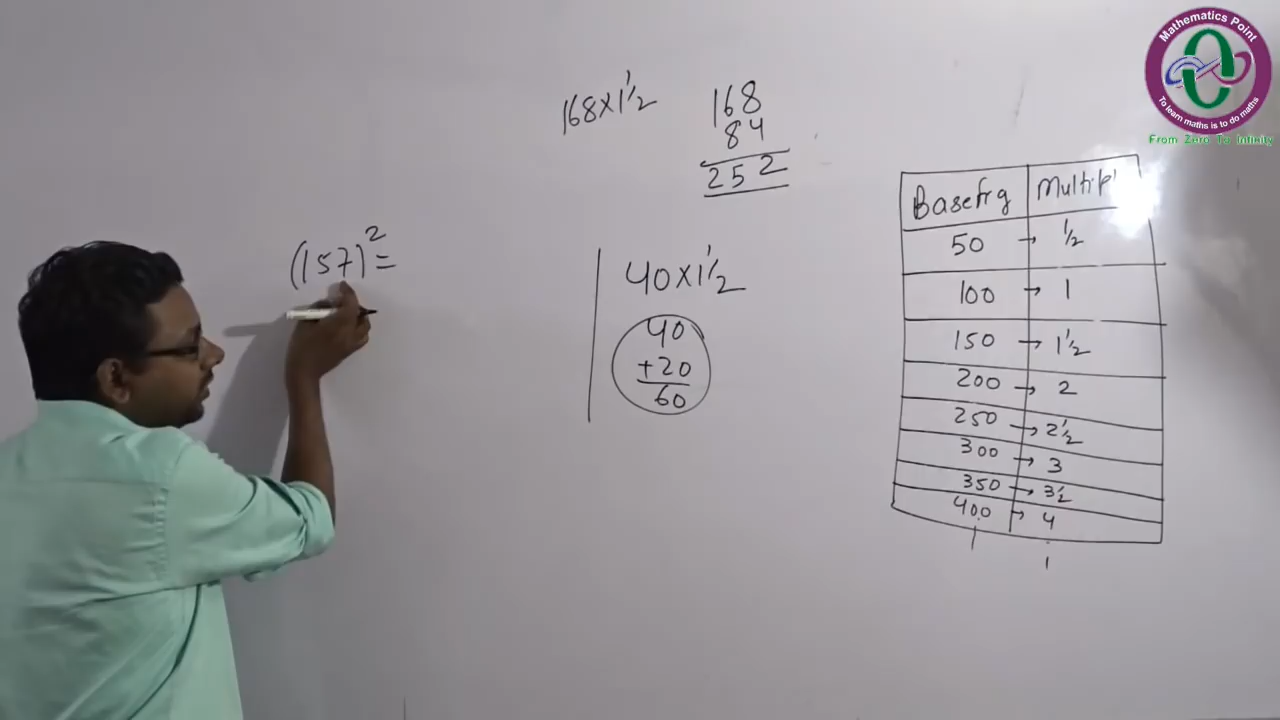 Mathematics Point
To learn maths is to do maths
From Zero To Infinity
168×1½
168
84
252
(157)²=
40×1½
40
+20
60
Base frq Multipl
50 → ½
100 → 1
150 → 1½
200 → 2
250 → 2½
300 → 3
350 → 3½
400 → 4